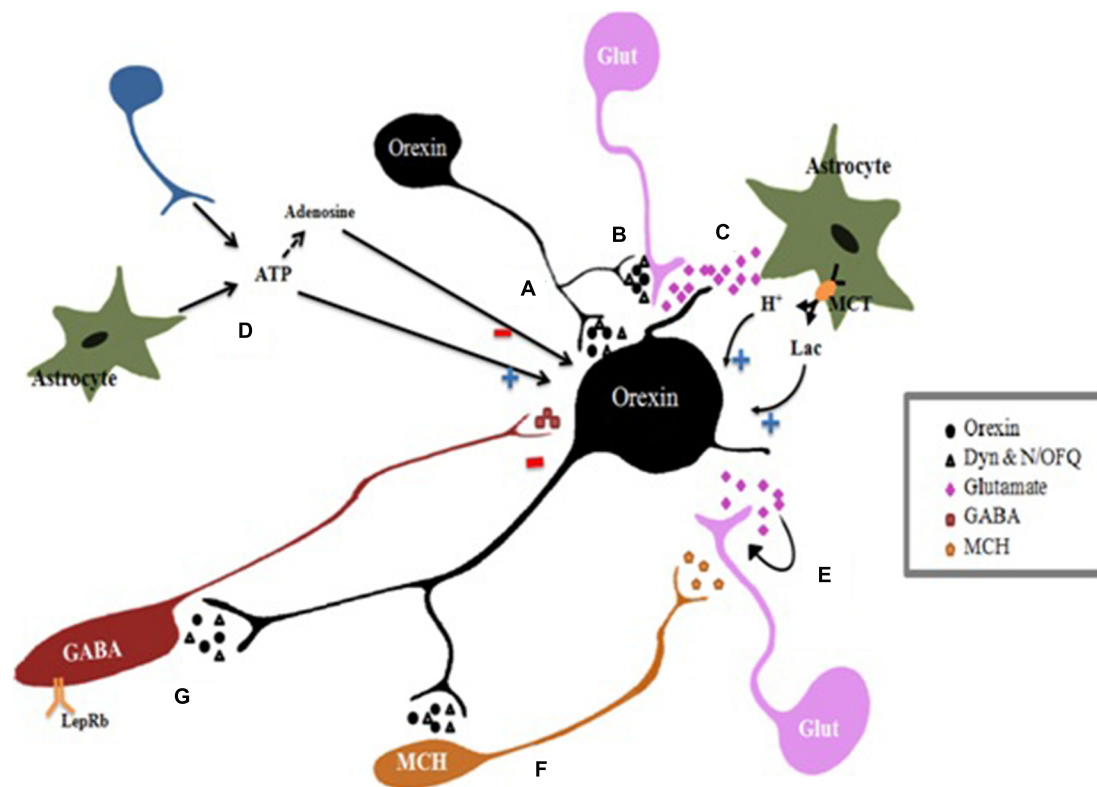 Glut
Orexin
Astrocyte
Adenosine
B
C
ATP
A
H+
MCT
D
Lac
Astrocyte
Orexin
Orexin
Dyn & N/OFQ
Glutamate
GABA
MCH
E
GABA
G
LepRb
Glut
MCH
F